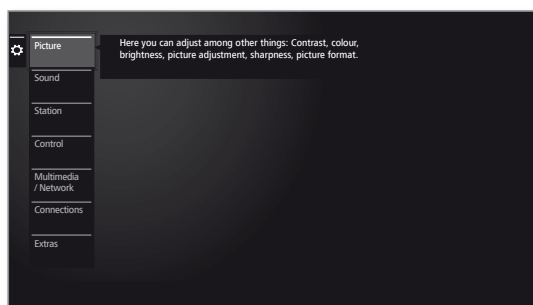 Picture
Here you can adjust among other things: Contrast, colour,
brightness, picture adjustment, sharpness, picture format.
Sound
Station
Control
Multimedia
/ Network
Connections
Extras